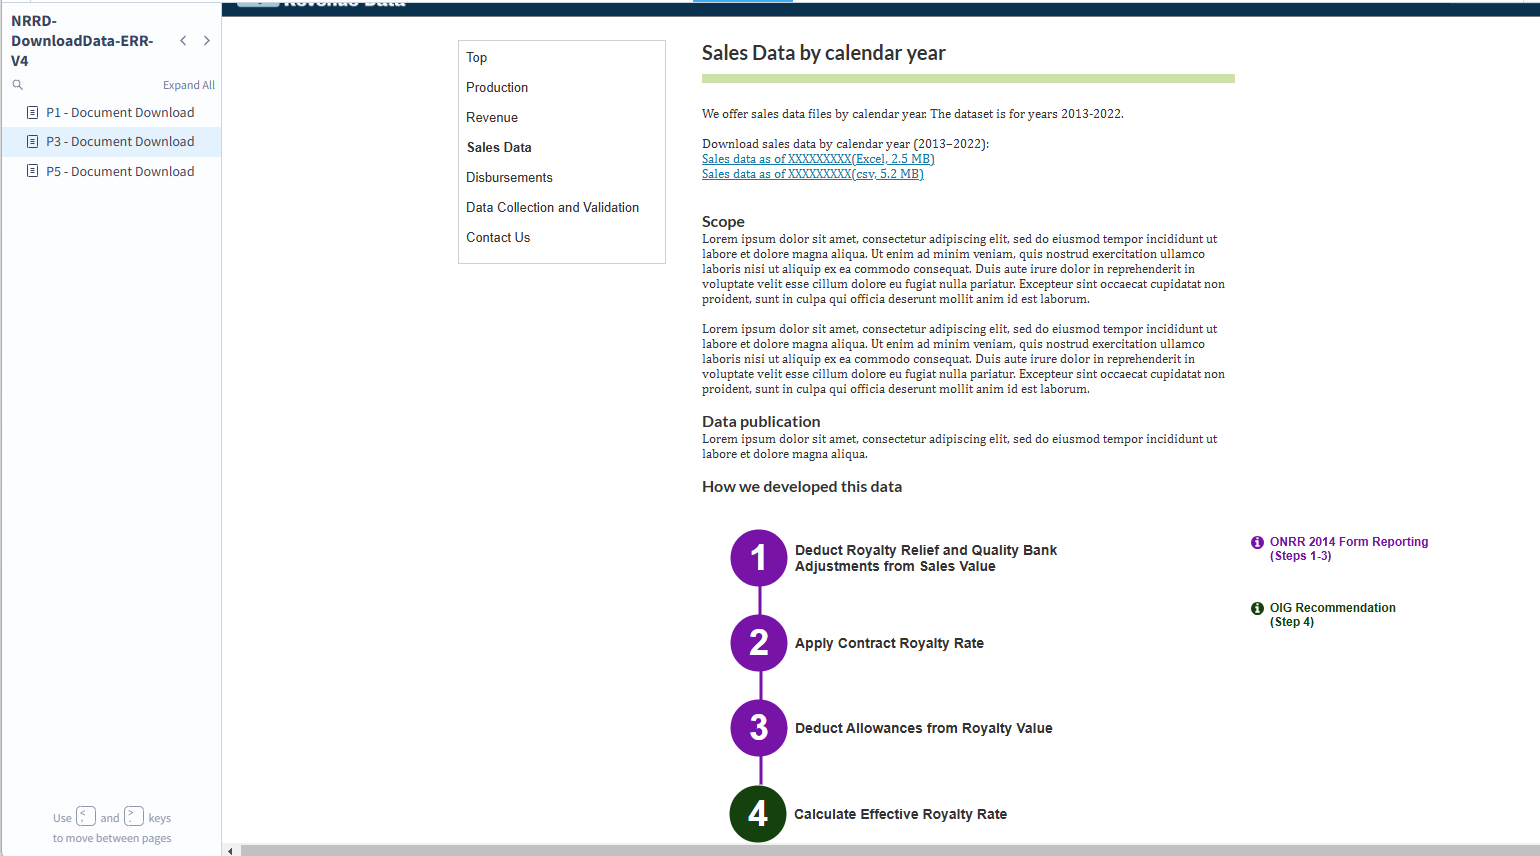 Revenue Data
NRRD-
DownloadData-ERR-
V4
Expand All
P1 - Document Download
P3 - Document Download
P5 - Document Download
Use < , and > . keys
to move between pages
Top
Production
Revenue
Sales Data
Disbursements
Data Collection and Validation
Contact Us
Sales Data by calendar year
We offer sales data files by calendar year. The dataset is for years 2013-2022.
Download sales data by calendar year (2013–2022):
Sales data as of XXXXXXXXX(Excel, 2.5 MB)
Sales data as of XXXXXXXXX(csv, 5.2 MB)
Scope
Lorem ipsum dolor sit amet, consectetur adipiscing elit, sed do eiusmod tempor incididunt ut
labore et dolore magna aliqua. Ut enim ad minim veniam, quis nostrud exercitation ullamco
laboris nisi ut aliquip ex ea commodo consequat. Duis aute irure dolor in reprehenderit in
voluptate velit esse cillum dolore eu fugiat nulla pariatur. Excepteur sint occaecat cupidatat non
proident, sunt in culpa qui officia deserunt mollit anim id est laborum.
Lorem ipsum dolor sit amet, consectetur adipiscing elit, sed do eiusmod tempor incididunt ut
labore et dolore magna aliqua. Ut enim ad minim veniam, quis nostrud exercitation ullamco
laboris nisi ut aliquip ex ea commodo consequat. Duis aute irure dolor in reprehenderit in
voluptate velit esse cillum dolore eu fugiat nulla pariatur. Excepteur sint occaecat cupidatat non
proident, sunt in culpa qui officia deserunt mollit anim id est laborum.
Data publication
Lorem ipsum dolor sit amet, consectetur adipiscing elit, sed do eiusmod tempor incididunt ut
labore et dolore magna aliqua.
How we developed this data
1 Deduct Royalty Relief and Quality Bank
Adjustments from Sales Value
2 Apply Contract Royalty Rate
3 Deduct Allowances from Royalty Value
4 Calculate Effective Royalty Rate
ONRR 2014 Form Reporting
(Steps 1-3)
OIG Recommendation
(Step 4)